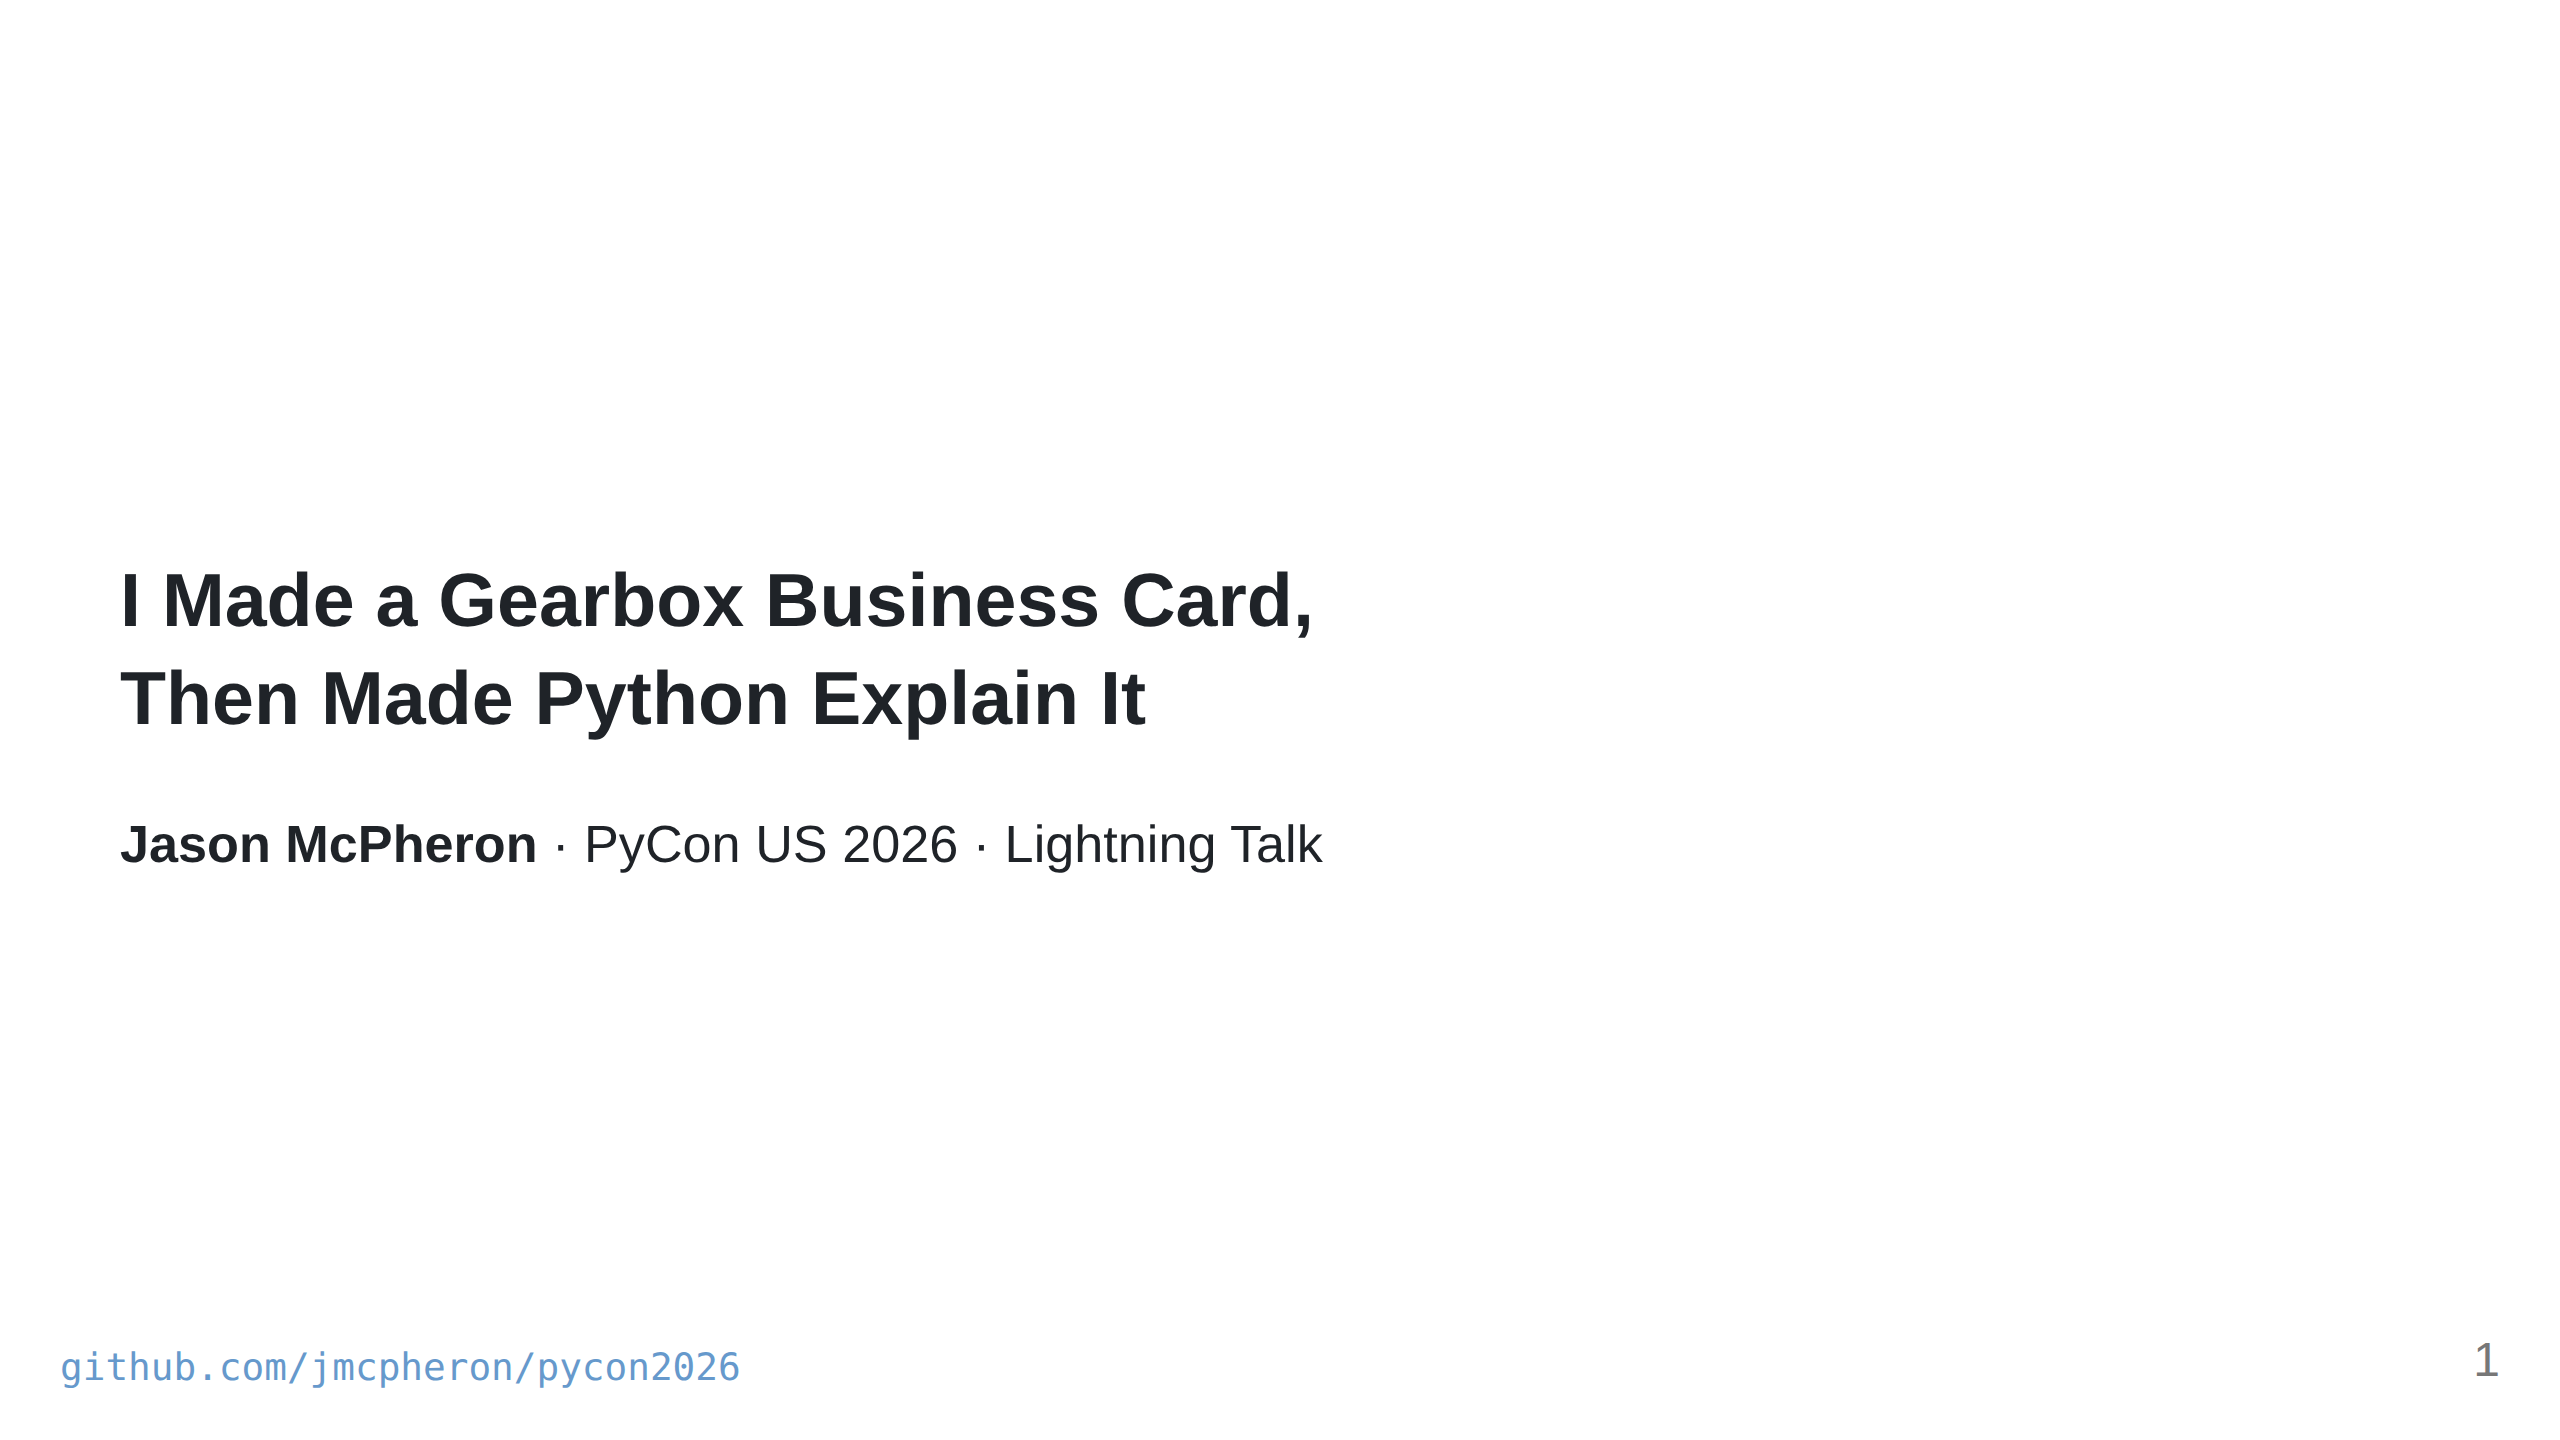 I Made a Gearbox Business Card,
Then Made Python Explain It
Jason McPheron · PyCon US 2026 · Lightning Talk
github.com/jmcpheron/pycon2026
1